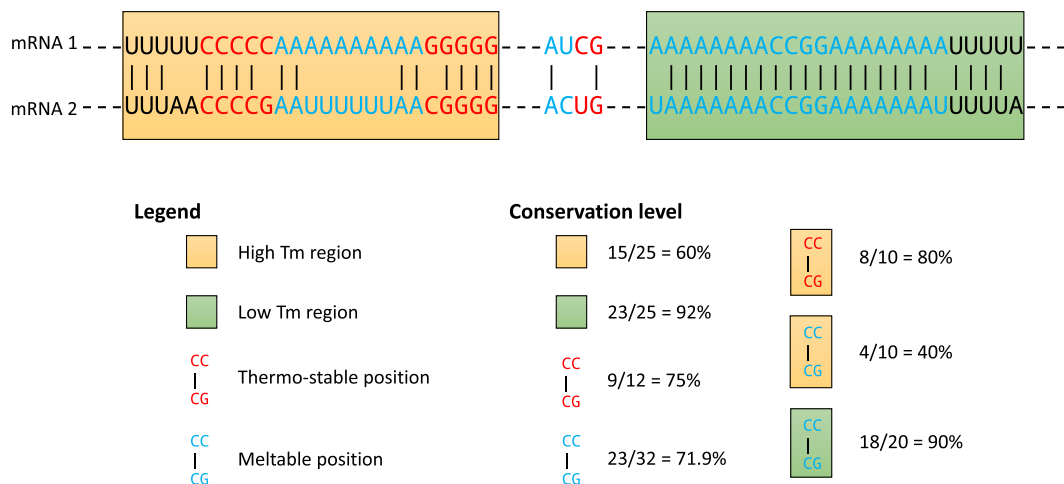 mRNA 1 UUUUUCCCCCAAAAAAAAAAGGGGG AUCG AAAAAAAACCGGAAAAAAAAUUUUU
mRNA 2 UUUAACCCCGAAUUUUUUAACGGGG ACUG UAAAAAAACCGGAAAAAAAUUUUUA
Legend
High Tm region
Low Tm region
CC
CG
Thermo-stable position
CC
CG
Meltable position
Conservation level
15/25 = 60%
23/25 = 92%
CC
CG
9/12 = 75%
CC
CG
23/32 = 71.9%
CC
CG
8/10 = 80%
CC
CG
4/10 = 40%
CC
CG
18/20 = 90%